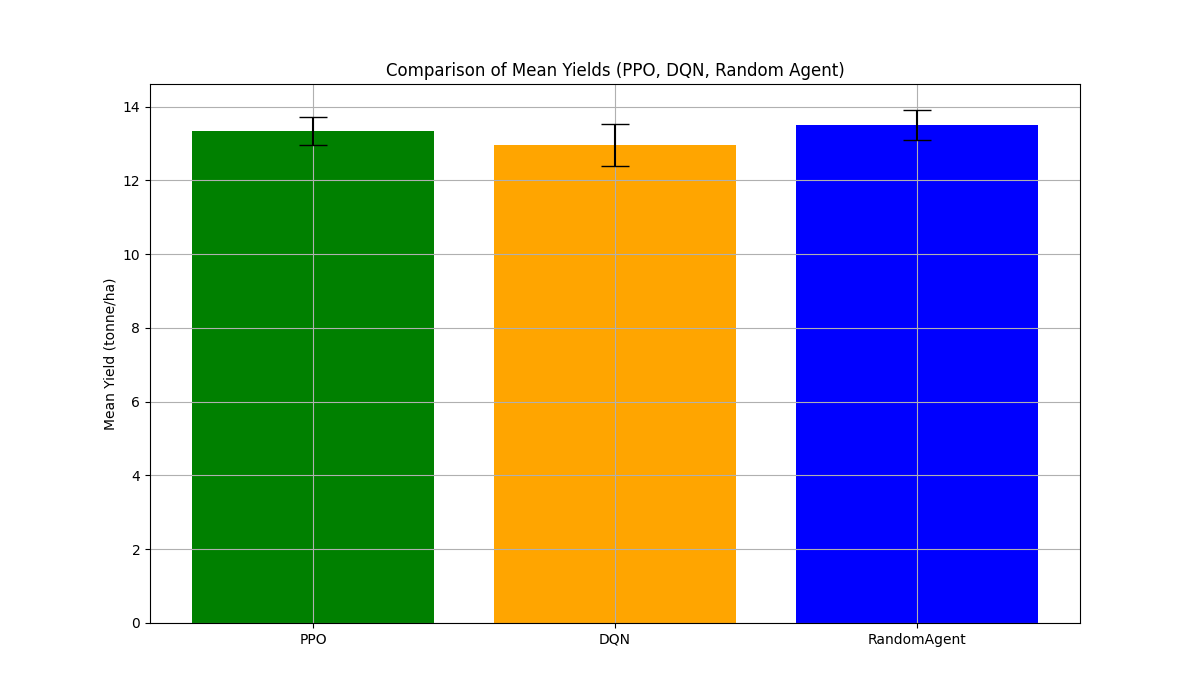 Comparison of Mean Yields (PPO, DQN, Random Agent)
Mean Yield (tonne/ha)
14
12
10
8
6
4
2
0
PPO
DQN
RandomAgent